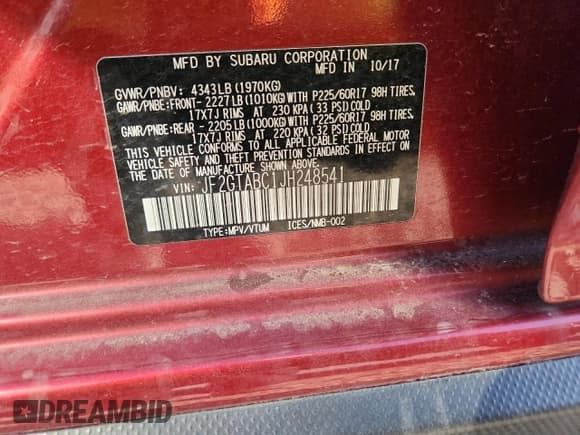 MFD BY SUBARU CORPORATION 10/17
GVWR/PNBV: 4343LB(1970KG)
GAWR/PNBE:FRONT- 2227LB(1010KG)WITH P225/60R17 98H TIRES,
17X7J RIMS AT 230 KPA(33 PSI)COLD
GAWR/PNBE:REAR - 2205LB(1000KG)WITH P225/60R17 98H TIRES,
17X7J RIMS AT 220 KPA(32 PSI)COLD
THIS VEHICLE CONFORMS TO ALL APPLICABLE FEDERAL MOTOR
VEHICLE SAFETY AND THEFT PREVENTION STANDARDS IN EFFECT ON
THE DATE OF MANUFACTURE SHOWN ABOVE.
VIN: JF2GTABC1JH248541
TYPE:MPV/VTUM ICES/NMB-002
DREAMBID